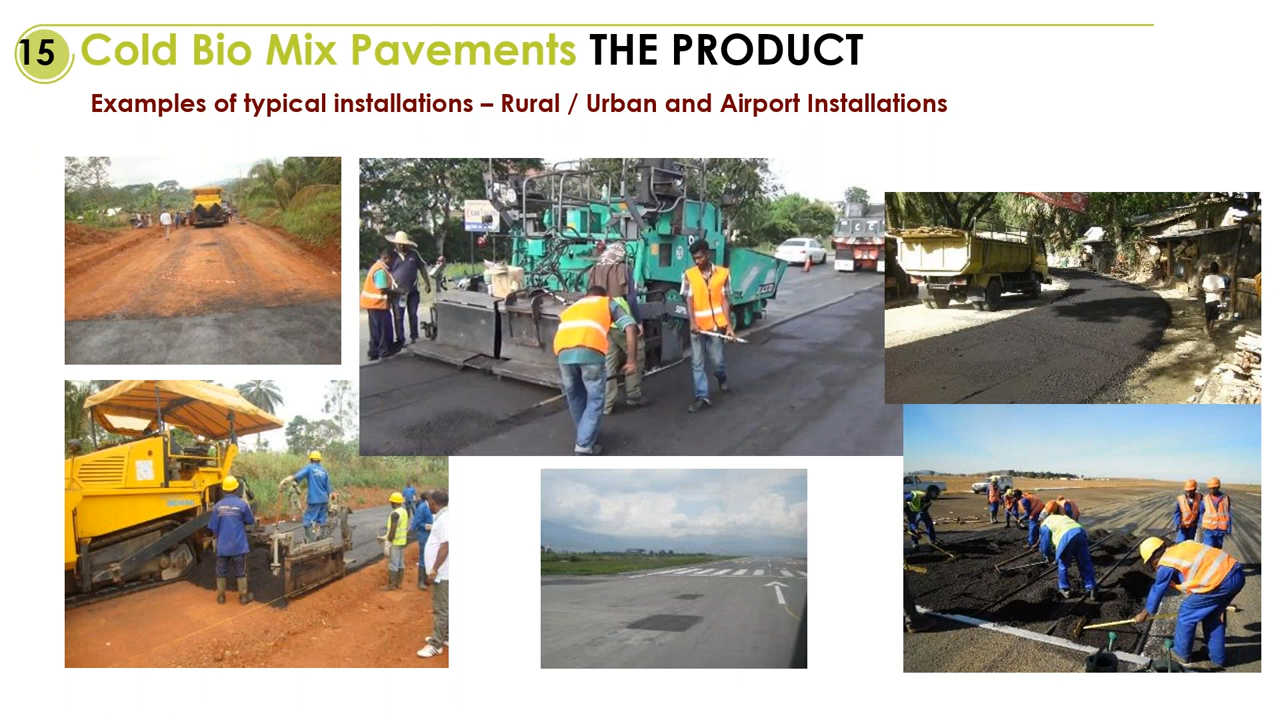 15
Cold Bio Mix Pavements THE PRODUCT
Examples of typical installations – Rural / Urban and Airport Installations